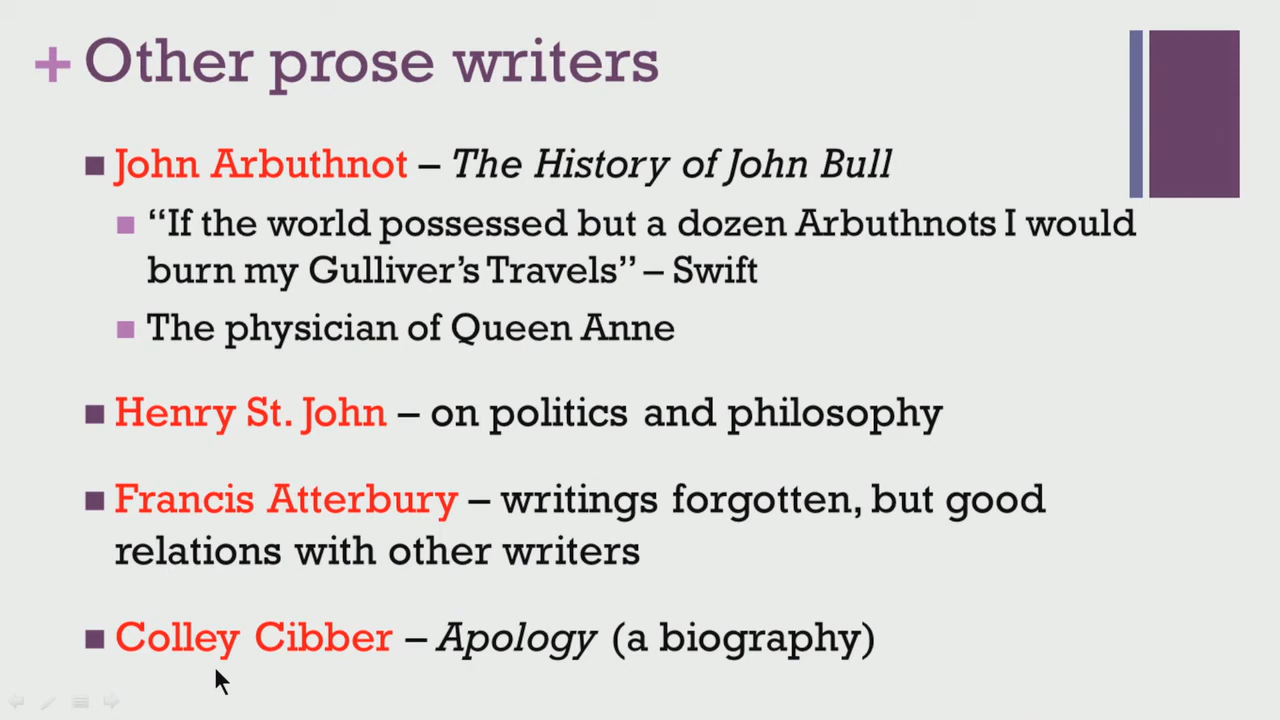 + Other prose writers
■ John Arbuthnot – The History of John Bull
■ “If the world possessed but a dozen Arbuthnots I would
burn my Gulliver’s Travels” – Swift
■ The physician of Queen Anne
■ Henry St. John – on politics and philosophy
■ Francis Atterbury – writings forgotten, but good
relations with other writers
■ Colley Cibber – Apology (a biography)